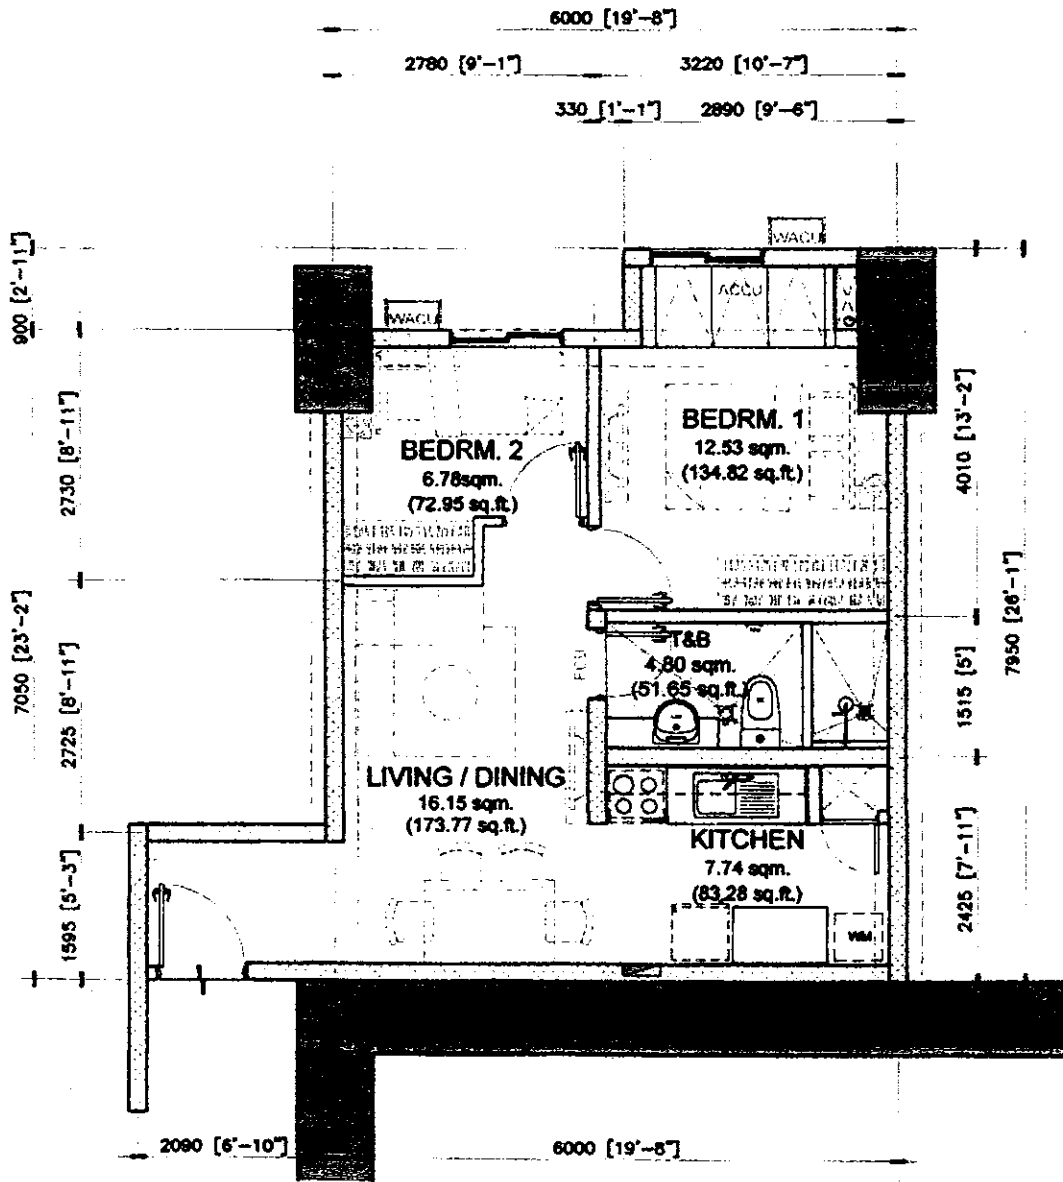 6000 [19'-8"]
2780 [9'-1"]
3220 [10'-7"]
330 [1'-1"]
2890 [9'-6"]
900 [2'-11"]
2730 [8'-11"]
7050 [23'-2"]
2725 [8'-11"]
1595 [5'-3"]
WACU
WACU
ACCU
BEDRM. 2
6.78sqm.
(72.95 sq.ft.)
BEDRM. 1
12.53 sqm.
(134.82 sq.ft.)
T&B
4.80 sqm.
(51.65 sq.ft.)
FCU
LIVING / DINING
16.15 sqm.
(173.77 sq.ft.)
KITCHEN
7.74 sqm.
(83.28 sq.ft.)
WM
4010 [13'-2"]
7950 [26'-1"]
1515 [5']
2425 [7'-11"]
2090 [6'-10"]
6000 [19'-8"]